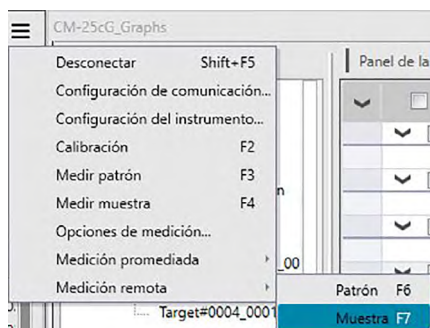 CM-25cG_Graphs
Desconectar Shift+F5
Configuración de comunicación...
Configuración del instrumento...
Calibración F2
Medir patrón F3
Medir muestra F4
Opciones de medición...
Medición promediada
Medición remota
Panel de la
n
_00
Target#0004_0001
Patrón F6
Muestra F7